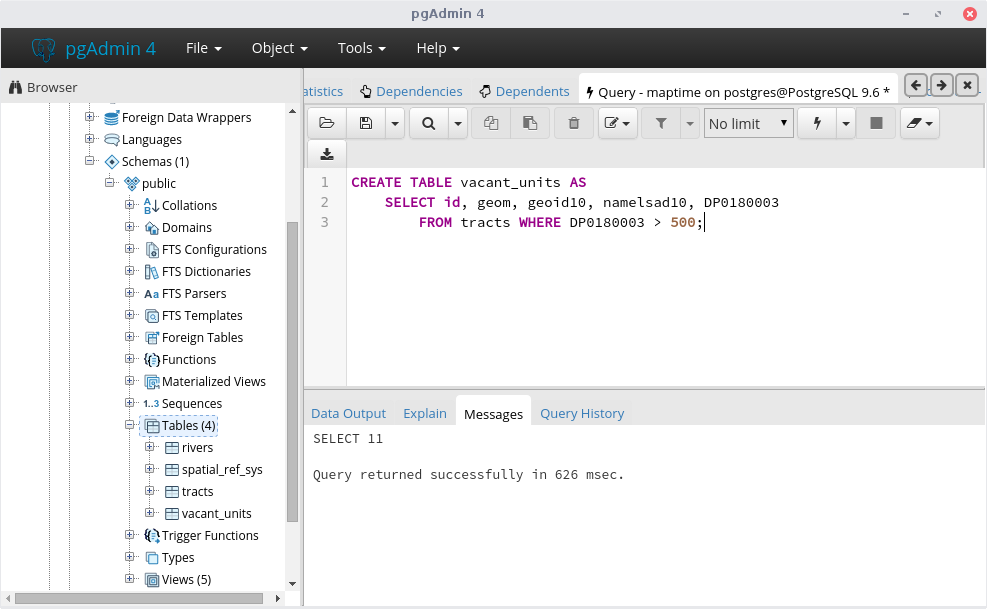 pgAdmin 4
pgAdmin 4 File Object Tools Help
Browser
atistics Dependencies Dependents Query - maptime on postgres@PostgreSQL 9.6 *
No limit
Foreign Data Wrappers
Languages
Schemas (1)
public
Collations
Domains
FTS Configurations
FTS Dictionaries
Aa FTS Parsers
FTS Templates
Foreign Tables
Functions
Materialized Views
1..3 Sequences
Tables (4)
rivers
spatial_ref_sys
tracts
vacant_units
Trigger Functions
Types
Views (5)
1 CREATE TABLE vacant_units AS
2 SELECT id, geom, geoid10, namelsad10, DP0180003
3 FROM tracts WHERE DP0180003 > 500;
Data Output Explain Messages Query History
SELECT 11
Query returned successfully in 626 msec.